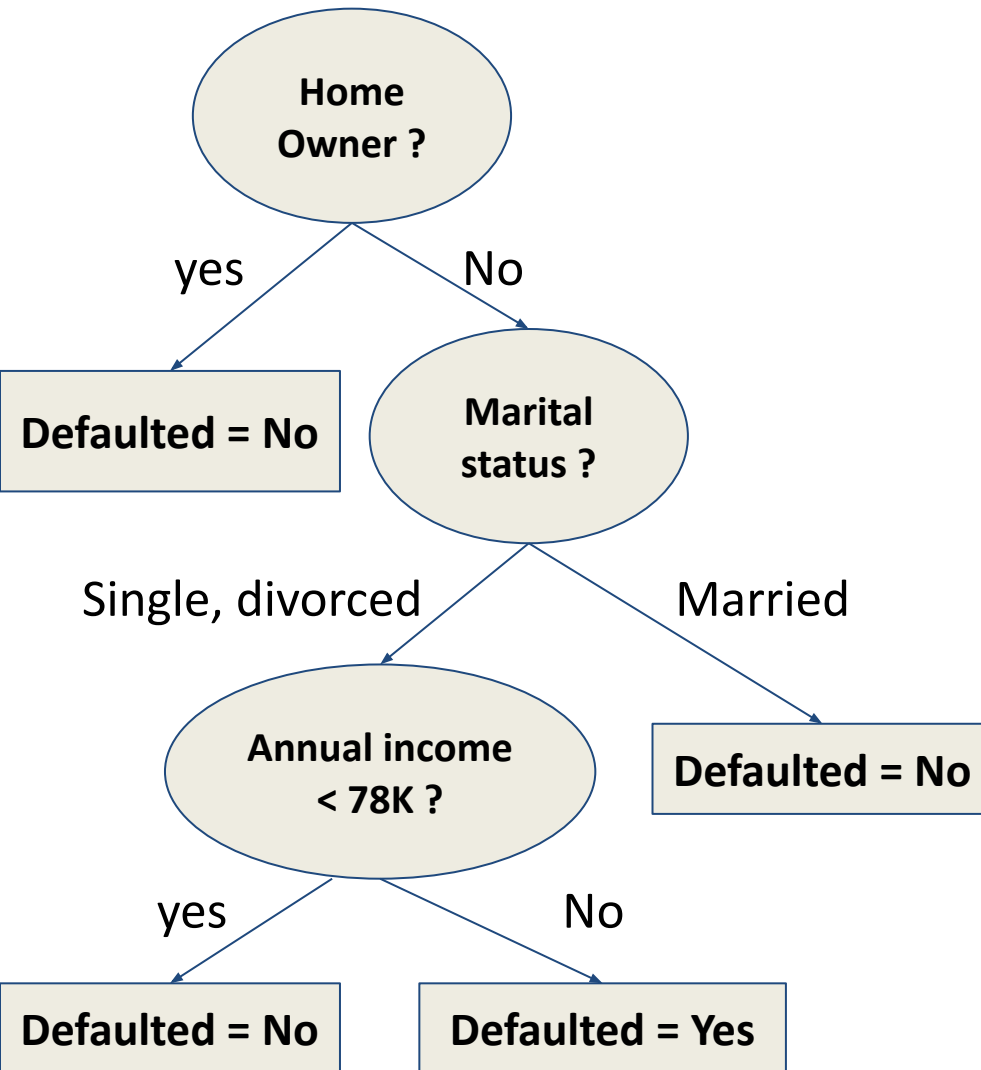 Home
Owner ?
yes
No
Defaulted = No
Marital
status ?
Single, divorced
Married
Annual income
< 78K ?
Defaulted = No
yes
No
Defaulted = No
Defaulted = Yes